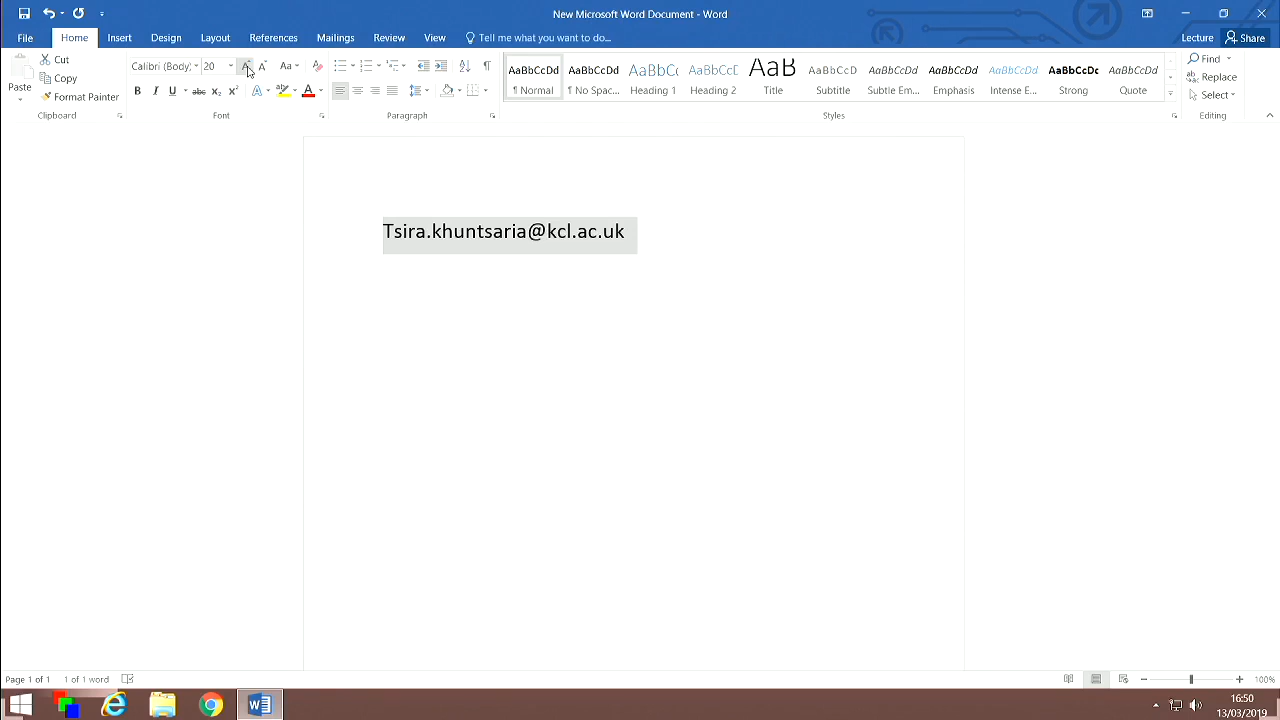 New Microsoft Word Document - Word
File Home Insert Design Layout References Mailings Review View Tell me what you want to do... Lecture Share
Cut
Copy
Format Painter
Paste
Clipboard
Calibri (Body) 20
Font
Paragraph
AaBbCcDd AaBbCcDd AaBbCc AaBbCcD AaB AaBbCcD AaBbCcDd AaBbCcDd AaBbCcDd AaBbCcDc AaBbCcDd
¶ Normal ¶ No Spac... Heading 1 Heading 2 Title Subtitle Subtle Em... Emphasis Intense E... Strong Quote
Styles
Find
Replace
Select
Editing
Tsira.khuntsaria@kcl.ac.uk
Page 1 of 1 1 of 1 word 100%
16:50
13/03/2019